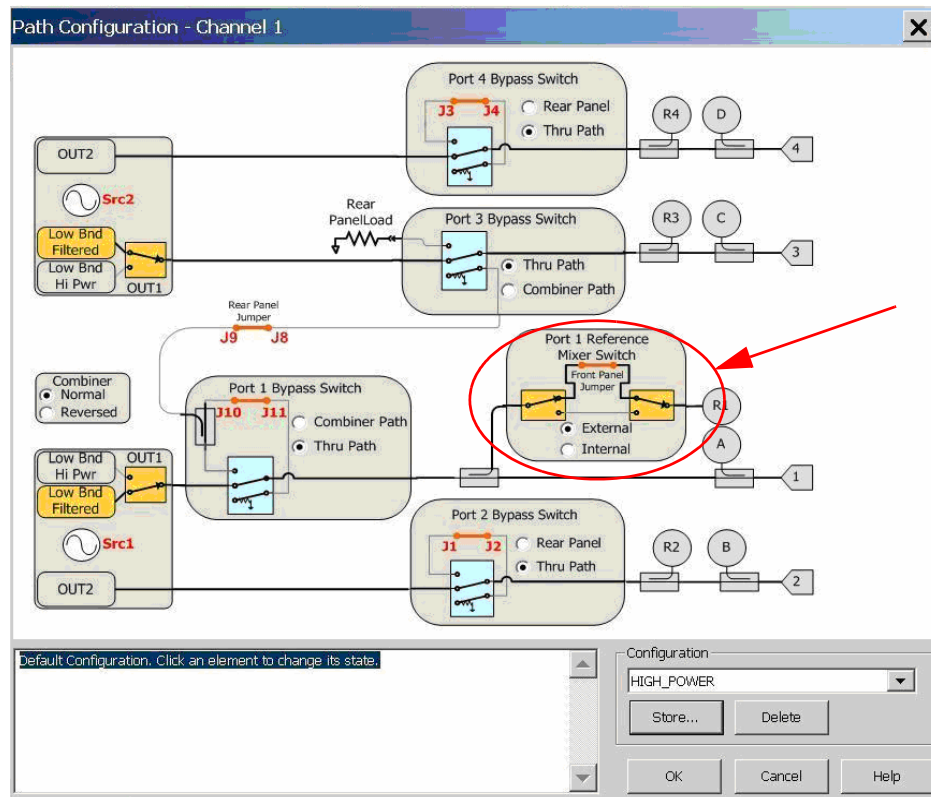 Path Configuration - Channel 1
Port 4 Bypass Switch
J3 J4
Rear Panel
Thru Path
R4
D
4
OUT2
Src2
Low Bnd
Filtered
Low Bnd
Hi Pwr
OUT1
Rear
PanelLoad
Port 3 Bypass Switch
Thru Path
Combiner Path
R3
C
3
Rear Panel
Jumper
J9 J8
Port 1 Reference
Mixer Switch
Front Panel
Jumper
External
Internal
R1
A
1
Combiner
Normal
Reversed
Port 1 Bypass Switch
J10 J11
Combiner Path
Thru Path
Low Bnd
Hi Pwr
OUT1
Low Bnd
Filtered
Src1
OUT2
Port 2 Bypass Switch
J1 J2
Rear Panel
Thru Path
R2
B
2
Default Configuration. Click an element to change its state.
Configuration
HIGH_POWER
Store...
Delete
OK
Cancel
Help